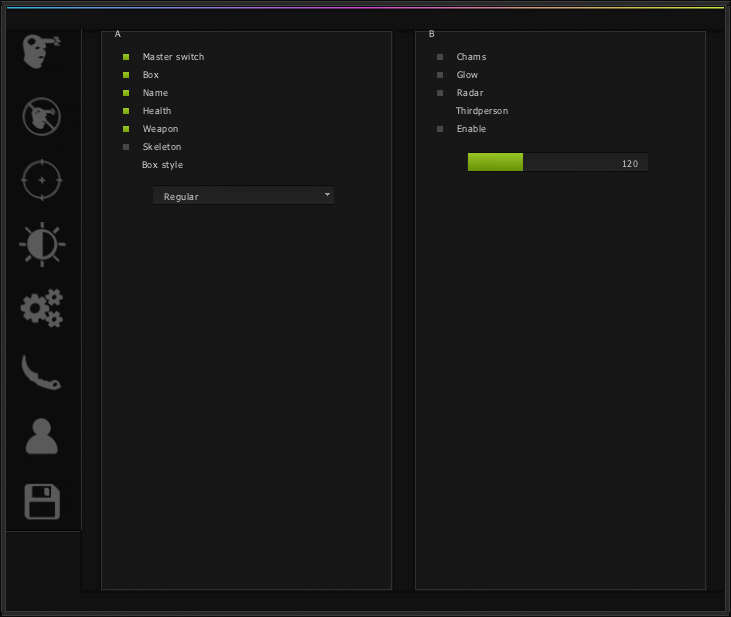 A
Master switch
Box
Name
Health
Weapon
Skeleton
Box style
Regular
B
Chams
Glow
Radar
Thirdperson
Enable
120